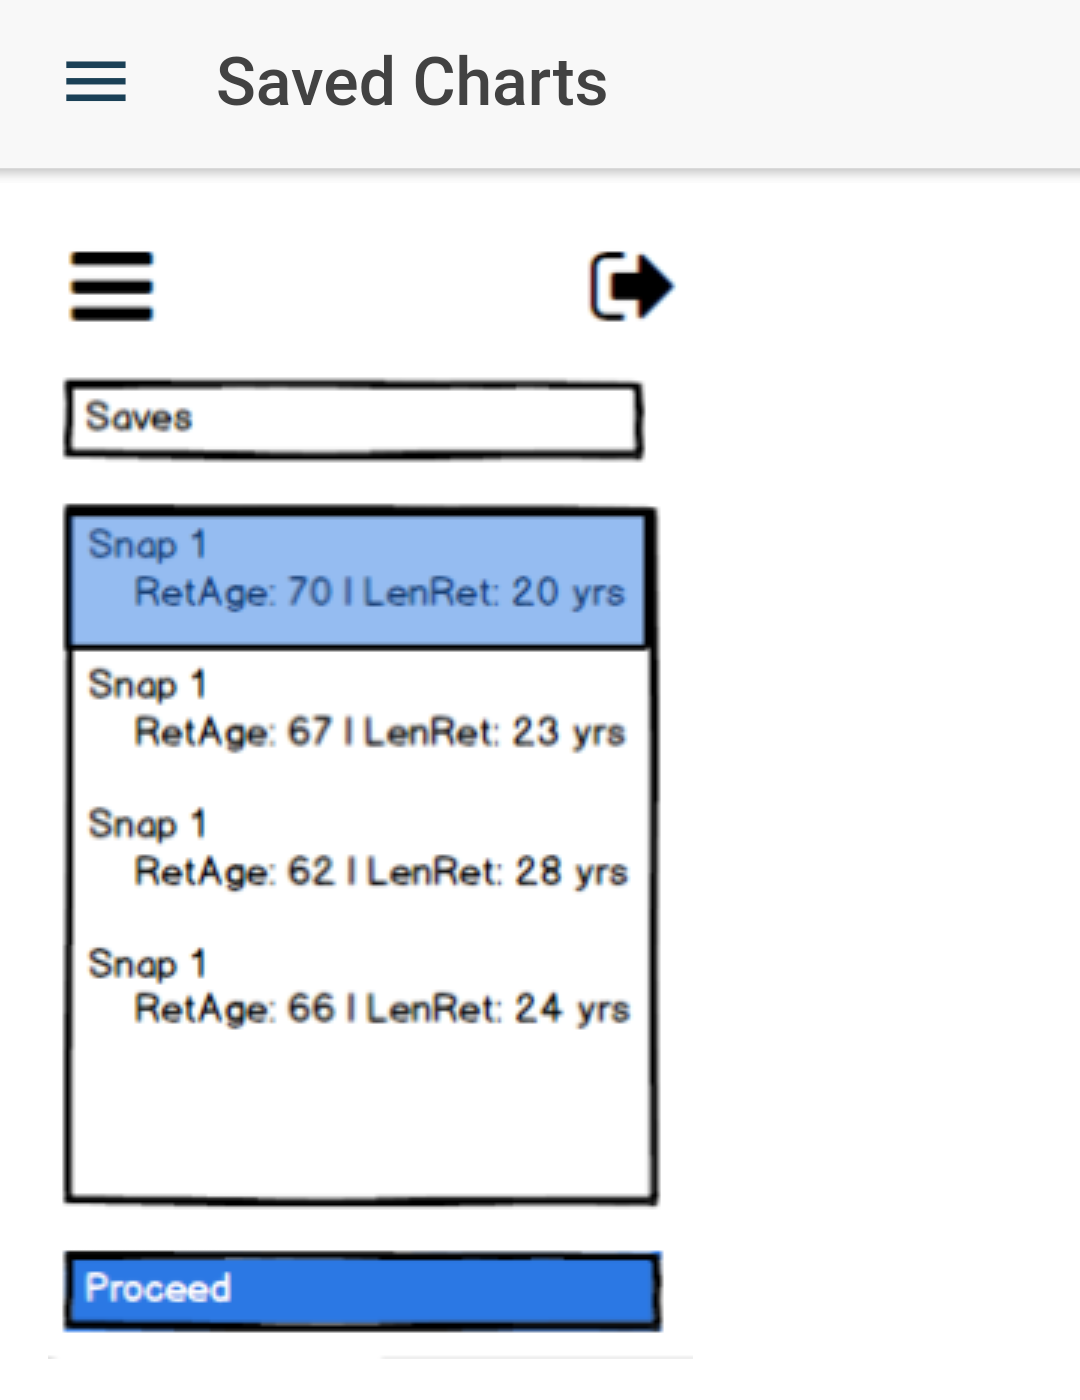 Saved Charts
Saves
Snap 1
RetAge: 70 | LenRet: 20 yrs
Snap 1
RetAge: 67 | LenRet: 23 yrs
Snap 1
RetAge: 62 | LenRet: 28 yrs
Snap 1
RetAge: 66 | LenRet: 24 yrs
Proceed